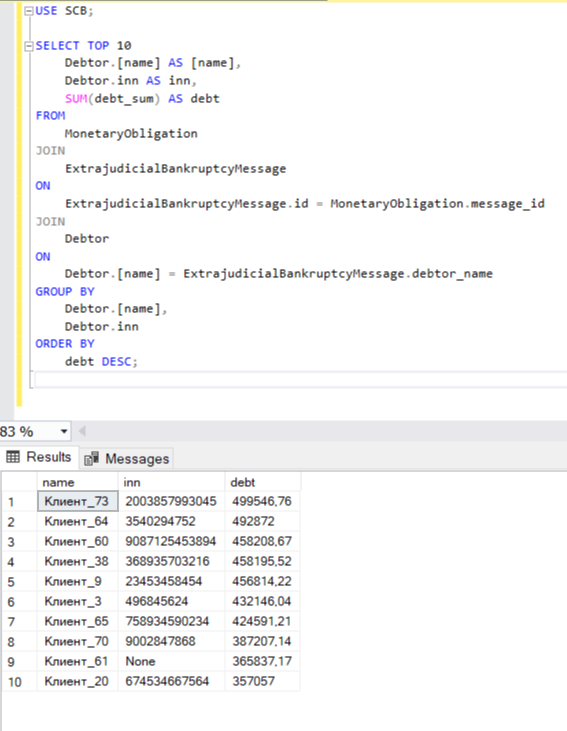 USE SCB;
SELECT TOP 10
Debtor.[name] AS [name],
Debtor.inn AS inn,
SUM(debt_sum) AS debt
FROM
MonetaryObligation
JOIN
ExtrajudicialBankruptcyMessage
ON
ExtrajudicialBankruptcyMessage.id = MonetaryObligation.message_id
JOIN
Debtor
ON
Debtor.[name] = ExtrajudicialBankruptcyMessage.debtor_name
GROUP BY
Debtor.[name],
Debtor.inn
ORDER BY
debt DESC;
83 %
Results Messages
name inn debt
1 Клиент_73 2003857993045 499546,76
2 Клиент_64 3540294752 492872
3 Клиент_60 9087125453894 458208,67
4 Клиент_38 368935703216 458195,52
5 Клиент_9 23453458454 456814,22
6 Клиент_3 496845624 432146,04
7 Клиент_65 758934590234 424591,21
8 Клиент_70 9002847868 387207,14
9 Клиент_61 None 365837,17
10 Клиент_20 674534667564 357057